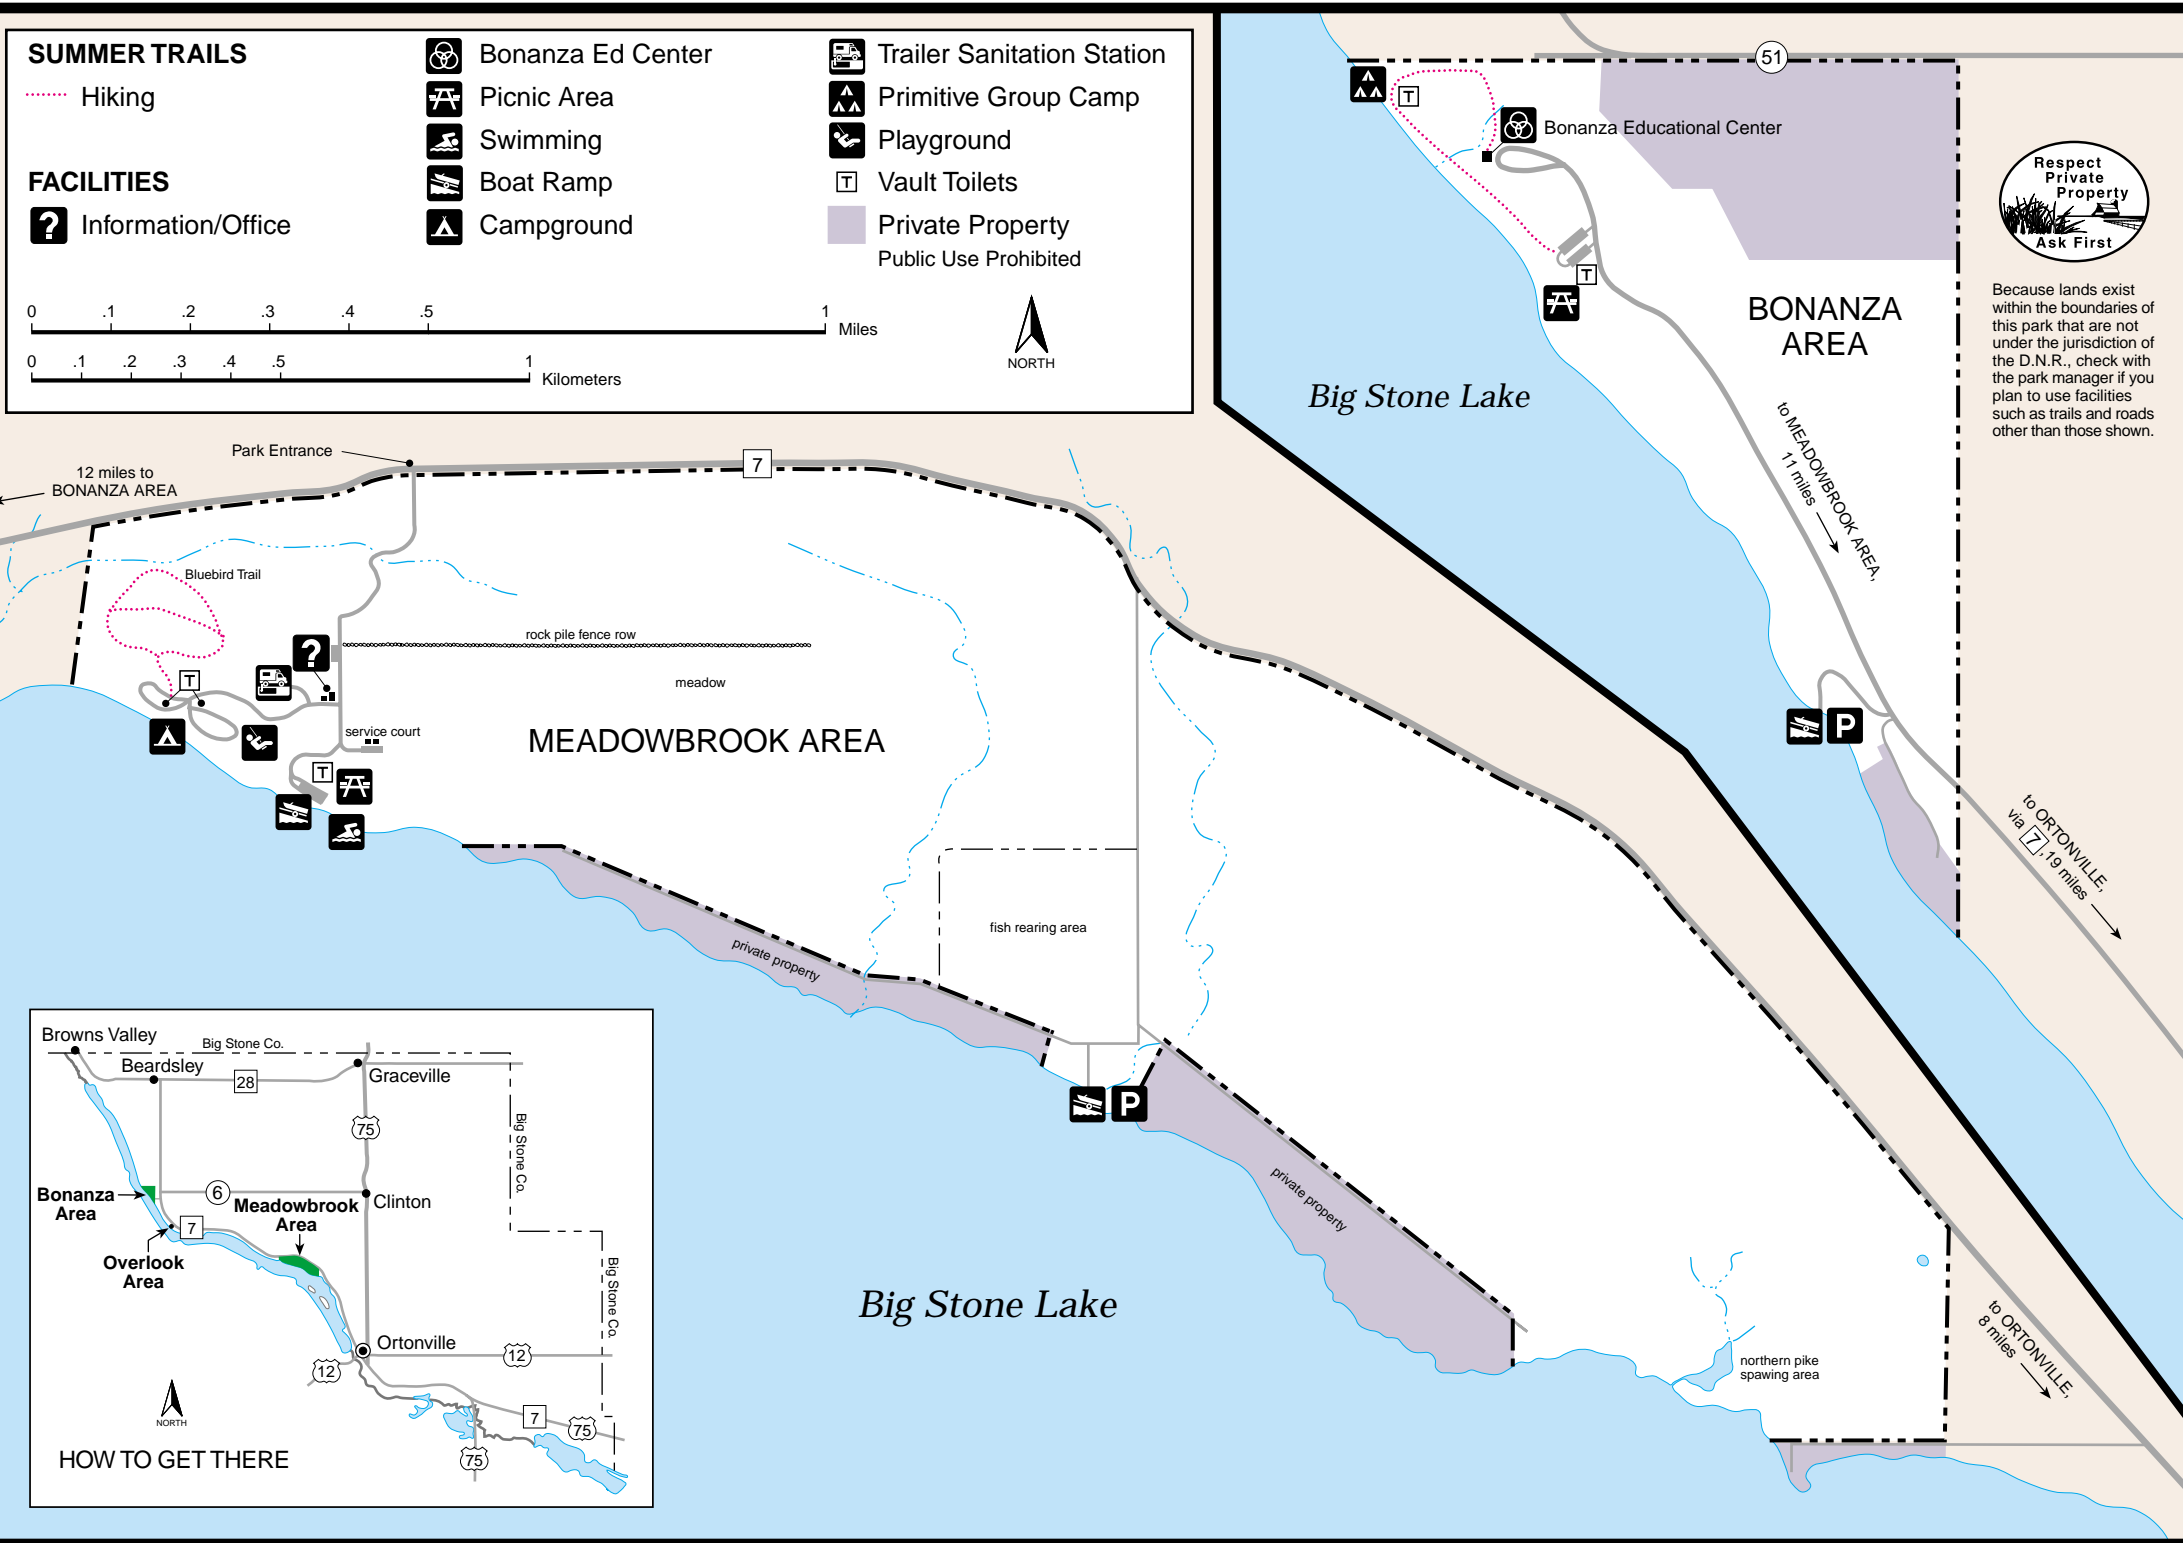 SUMMER TRAILS
Hiking
FACILITIES
? Information/Office
Bonanza Ed Center
Picnic Area
Swimming
Boat Ramp
Campground
Trailer Sanitation Station
Primitive Group Camp
Playground
T Vault Toilets
Private Property
Public Use Prohibited
0 .1 .2 .3 .4 .5 1 Miles
0 .1 .2 .3 .4 .5 1 Kilometers
NORTH
51
T
Bonanza Educational Center
T
BONANZA
AREA
Big Stone Lake
to MEADOWBROOK AREA,
11 miles
P
to ORTONVILLE,
via 7, 19 miles
Respect
Private
Property
Ask First
Because lands exist
within the boundaries of
this park that are not
under the jurisdiction of
the D.N.R., check with
the park manager if you
plan to use facilities
such as trails and roads
other than those shown.
Park Entrance
7
12 miles to
BONANZA AREA
Bluebird Trail
rock pile fence row
?
meadow
T
service court
MEADOWBROOK AREA
T
fish rearing area
private property
P
private property
Big Stone Lake
northern pike
spawing area
to ORTONVILLE,
8 miles
Browns Valley
Big Stone Co.
Beardsley
28
Graceville
75
Big Stone Co.
Bonanza
Area
6
Clinton
Meadowbrook
Area
7
Overlook
Area
Big Stone Co.
Ortonville
12
12
7
75
75
NORTH
HOW TO GET THERE